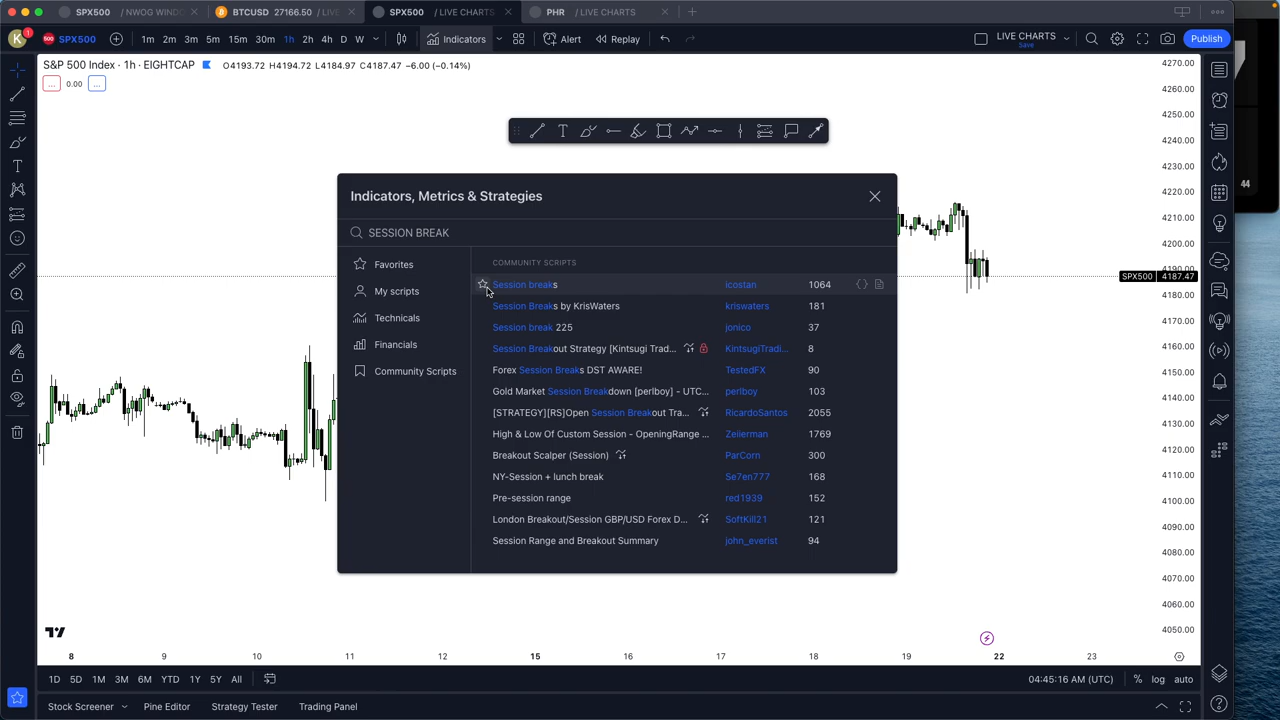 SPX500 / NWOG WIND
BTCUSD 27166.50 / LIVE
SPX500 / LIVE CHARTS
PHR / LIVE CHARTS
K 1
500 SPX500
1m 2m 3m 5m 15m 30m 1h 2h 4h D W
Indicators
Alert
Replay
LIVE CHARTS
Save
Publish
S&P 500 Index · 1h · EIGHTCAP O4193.72 H4194.72 L4184.97 C4187.47 −6.00 (−0.14%)
... 0.00 ...
Indicators, Metrics & Strategies
SESSION BREAK
Favorites
My scripts
Technicals
Financials
Community Scripts
COMMUNITY SCRIPTS
Session breaks icostan 1064
Session Breaks by KrisWaters kriswaters 181
Session break 225 jonico 37
Session Breakout Strategy [Kintsugi Trad... KintsugiTradi... 8
Forex Session Breaks DST AWARE! TestedFX 90
Gold Market Session Breakdown [perlboy] - UTC... perlboy 103
[STRATEGY][RS]Open Session Breakout Tra... RicardoSantos 2055
High & Low Of Custom Session - OpeningRange ... Zeiierman 1769
Breakout Scalper (Session) ParCorn 300
NY-Session + lunch break Se7en777 168
Pre-session range red1939 152
London Breakout/Session GBP/USD Forex D... SoftKill21 121
Session Range and Breakout Summary john_everist 94
4270.00
4260.00
4250.00
4240.00
4230.00
4220.00
4210.00
4200.00
4190.00
SPX500 4187.47
4180.00
4170.00
4160.00
4150.00
4140.00
4130.00
4120.00
4110.00
4100.00
4090.00
4080.00
4070.00
4060.00
4050.00
44
8 9 10 11 12 15 16 17 18 19 22 23
1D 5D 1M 3M 6M YTD 1Y 5Y All
04:45:16 AM (UTC) % log auto
Stock Screener Pine Editor Strategy Tester Trading Panel